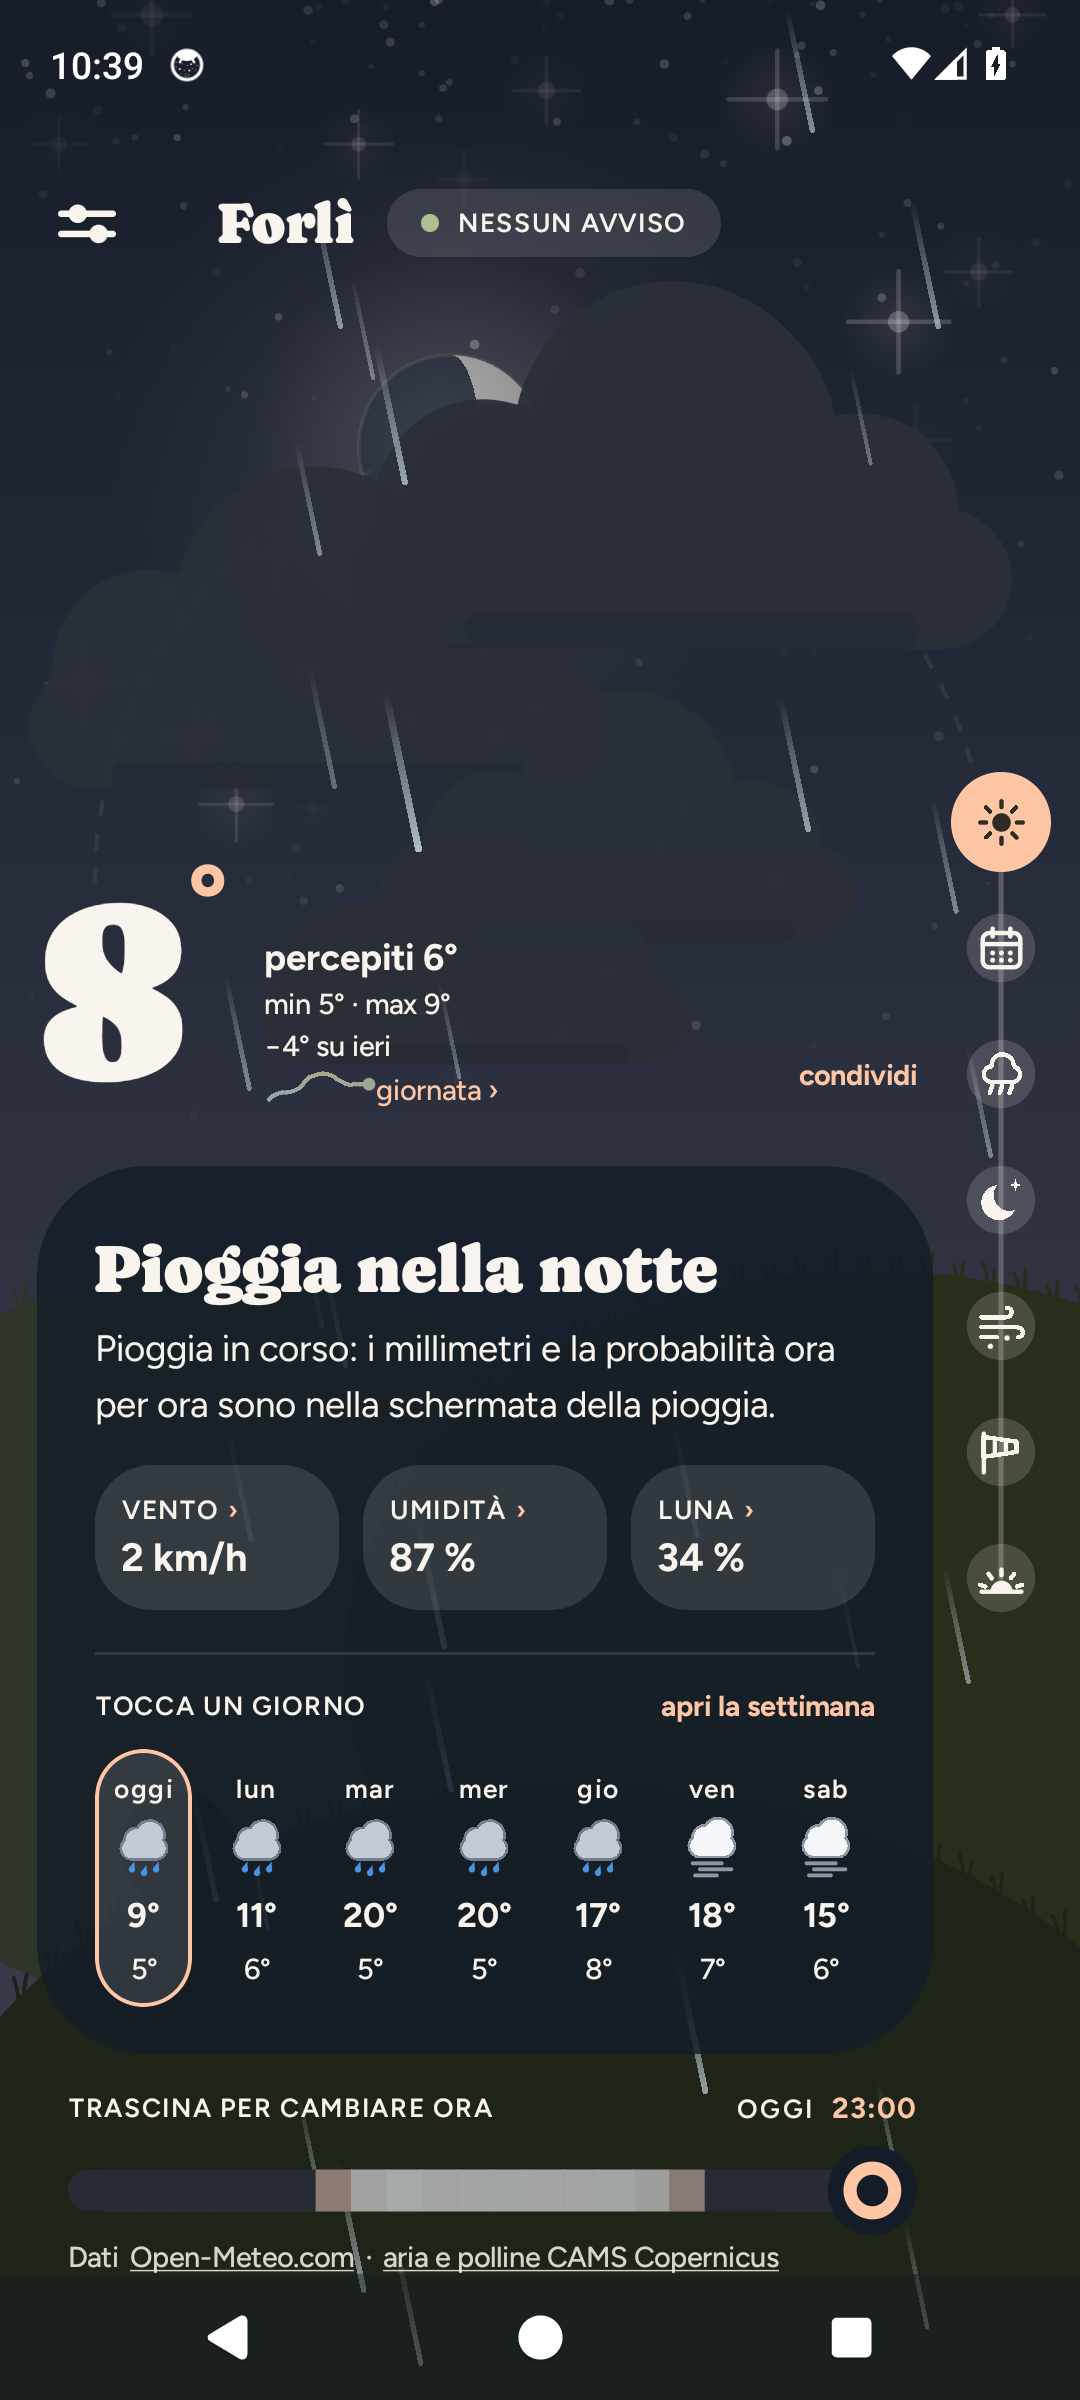 10:39
Forlì
NESSUN AVVISO
8°
percepiti 6°
min 5° · max 9°
−4° su ieri
giornata ›
condividi
Pioggia nella notte
Pioggia in corso: i millimetri e la probabilità ora
per ora sono nella schermata della pioggia.
VENTO › UMIDITÀ › LUNA ›
2 km/h 87 % 34 %
TOCCA UN GIORNO apri la settimana
oggi lun mar mer gio ven sab
9° 11° 20° 20° 17° 18° 15°
5° 6° 5° 5° 8° 7° 6°
TRASCINA PER CAMBIARE ORA OGGI 23:00
Dati Open-Meteo.com · aria e polline CAMS Copernicus